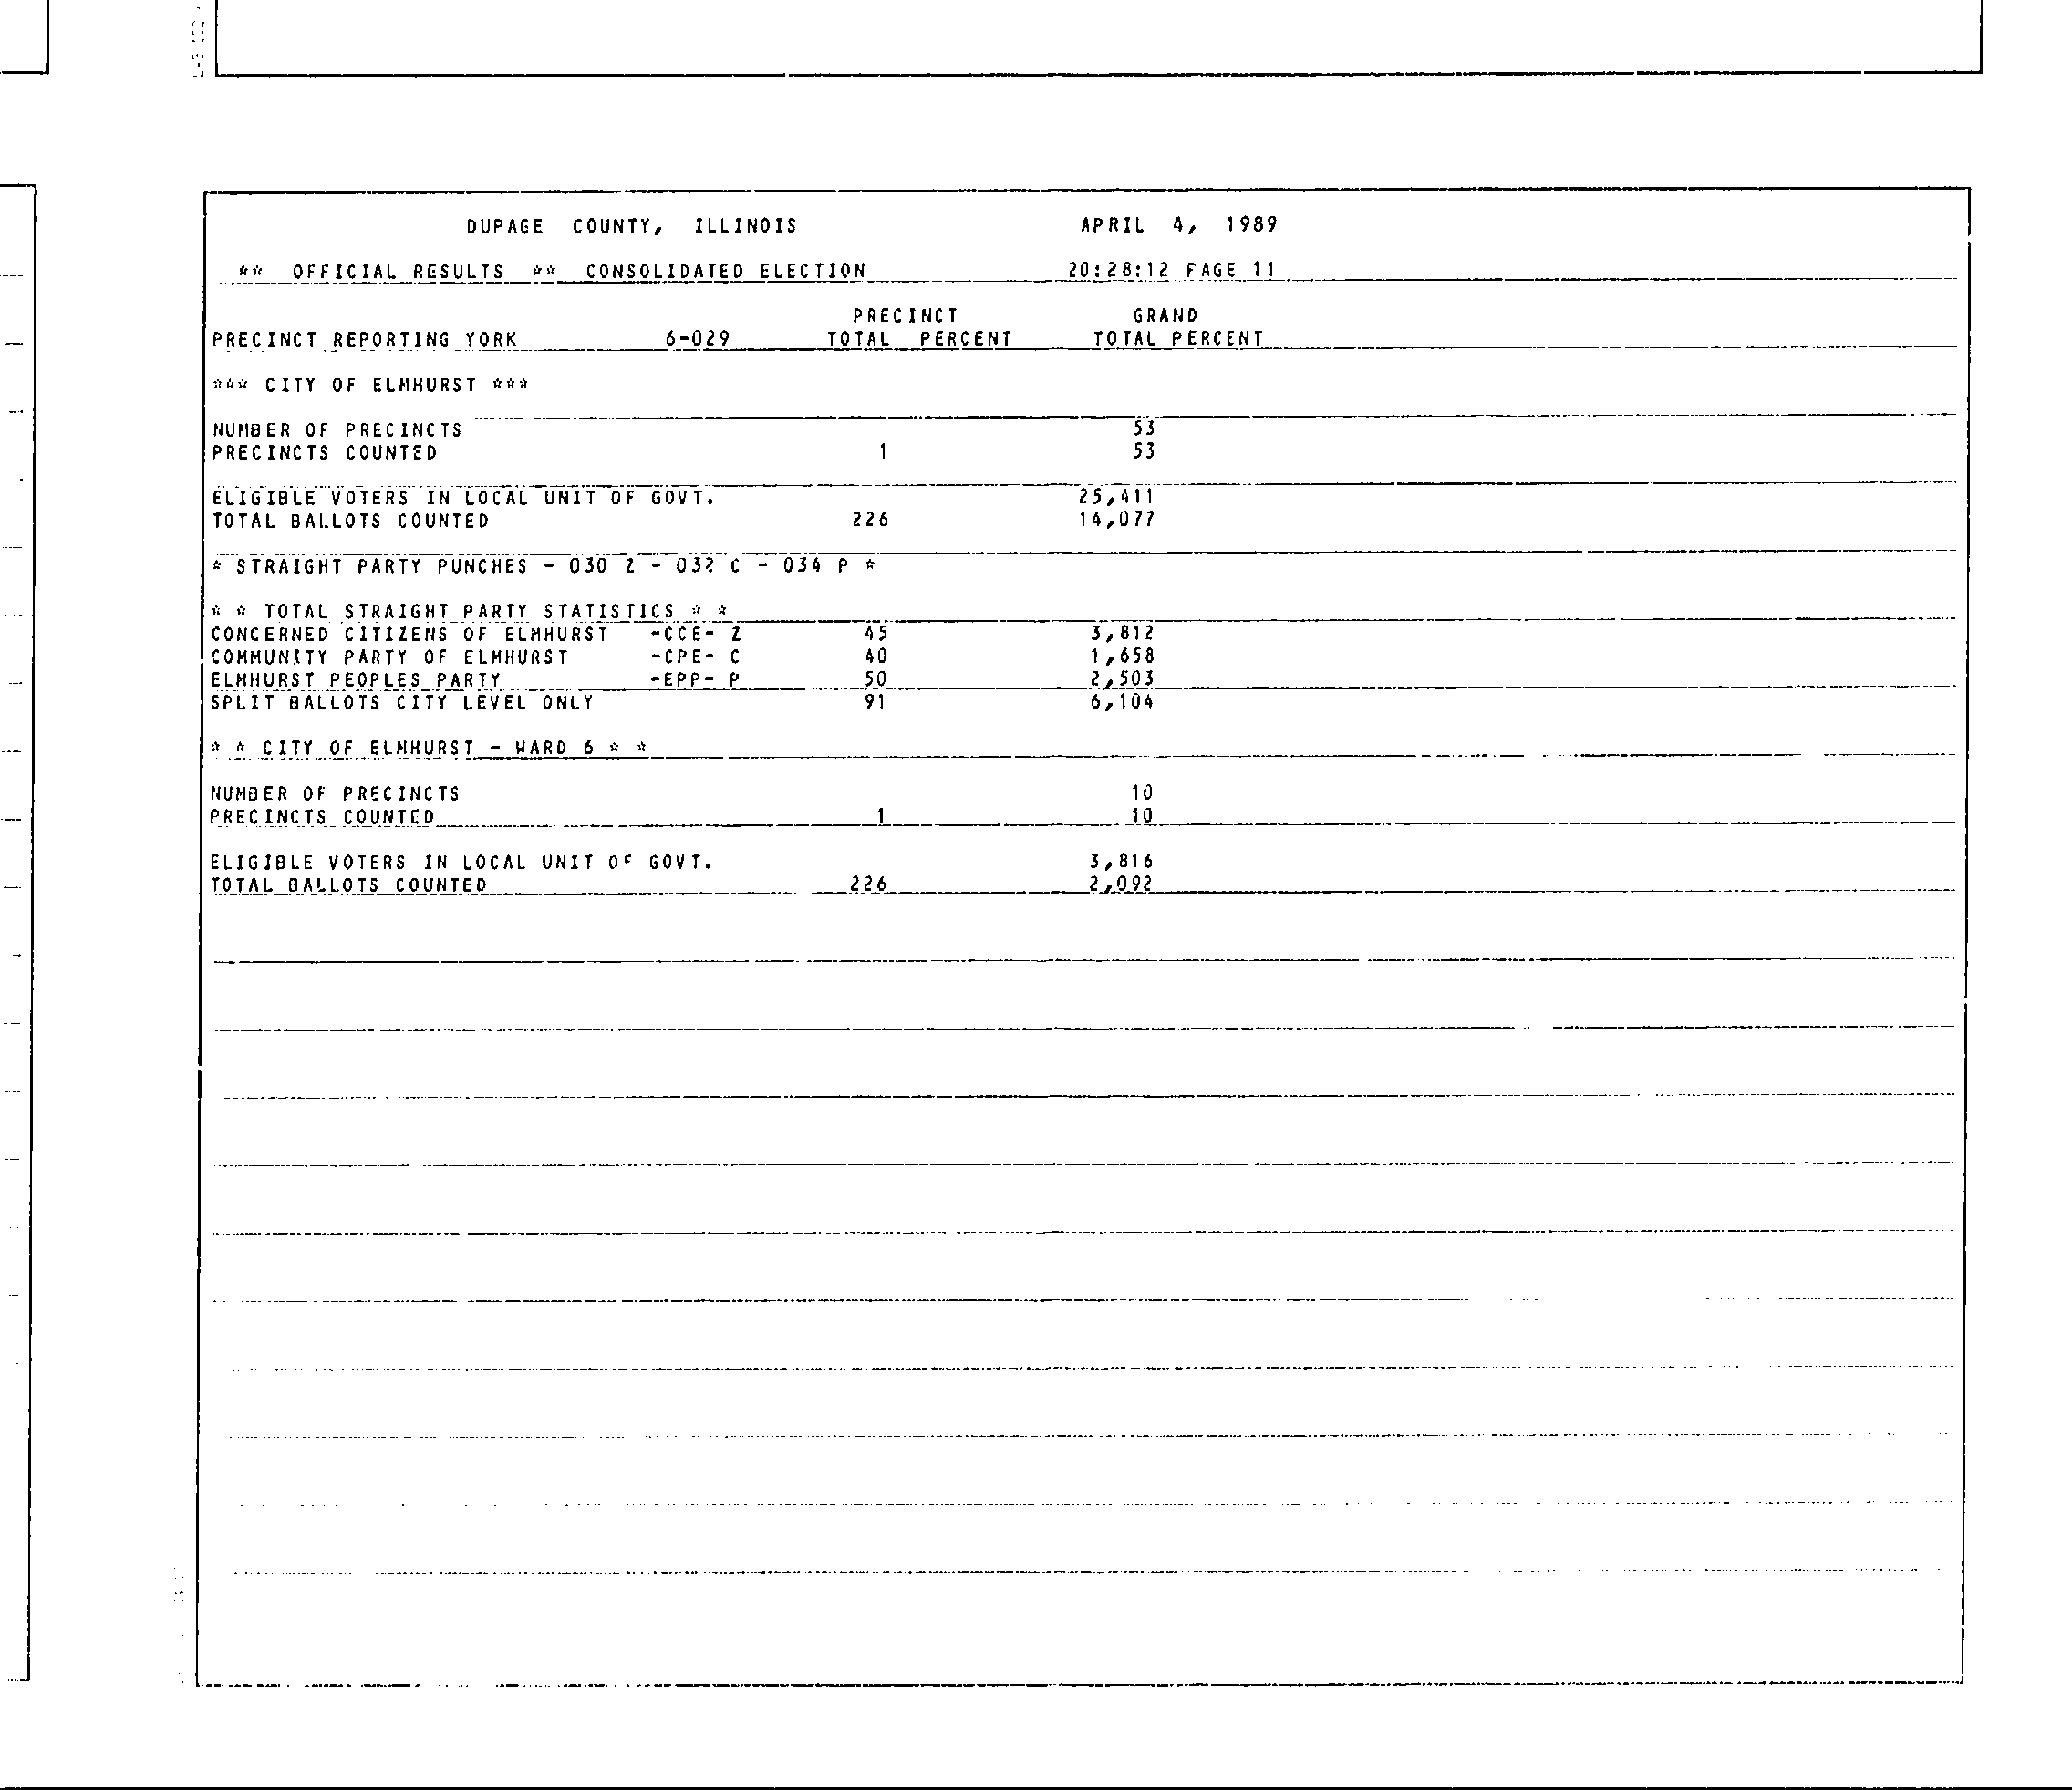 DUPAGE COUNTY, ILLINOIS APRIL 4, 1989
** OFFICIAL RESULTS ** CONSOLIDATED ELECTION 20:28:12 PAGE 11
PRECINCT GRAND
PRECINCT REPORTING YORK 6-029 TOTAL PERCENT TOTAL PERCENT
*** CITY OF ELMHURST ***
NUMBER OF PRECINCTS 53
PRECINCTS COUNTED 1 53
ELIGIBLE VOTERS IN LOCAL UNIT OF GOVT. 25,411
TOTAL BALLOTS COUNTED 226 14,077
* STRAIGHT PARTY PUNCHES - 030 Z - 032 C - 034 P *
* * TOTAL STRAIGHT PARTY STATISTICS * *
CONCERNED CITIZENS OF ELMHURST -CCE- Z 45 3,812
COMMUNITY PARTY OF ELMHURST -CPE- C 40 1,658
ELMHURST PEOPLES PARTY -EPP- P 50 2,503
SPLIT BALLOTS CITY LEVEL ONLY 91 6,104
* * CITY OF ELMHURST - WARD 6 * *
NUMBER OF PRECINCTS 10
PRECINCTS COUNTED 1 10
ELIGIBLE VOTERS IN LOCAL UNIT OF GOVT. 3,816
TOTAL BALLOTS COUNTED 226 2,092